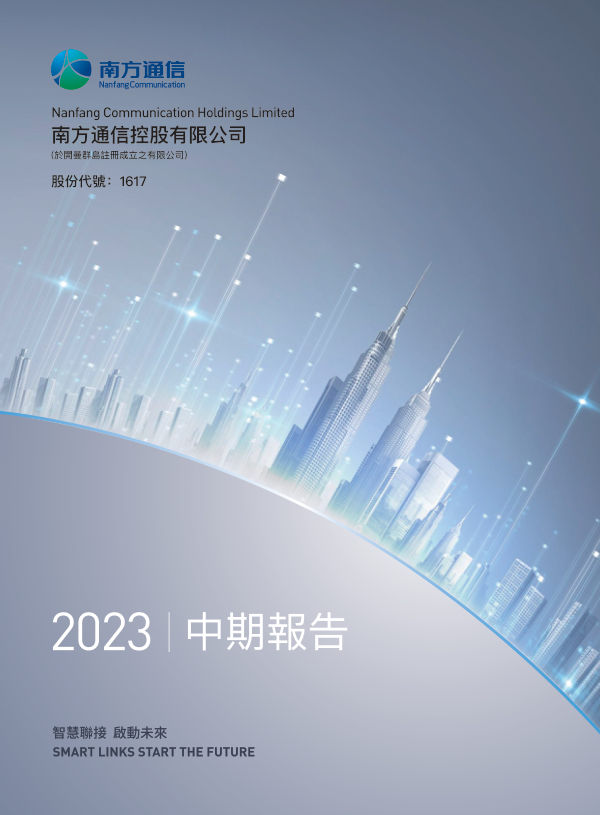 南方通信
Nanfang Communication
Nanfang Communication Holdings Limited
南方通信控股有限公司
(於開曼群島註冊成立之有限公司)
股份代號：1617
2023 中期報告
智慧聯接 啟動未來
SMART LINKS START THE FUTURE